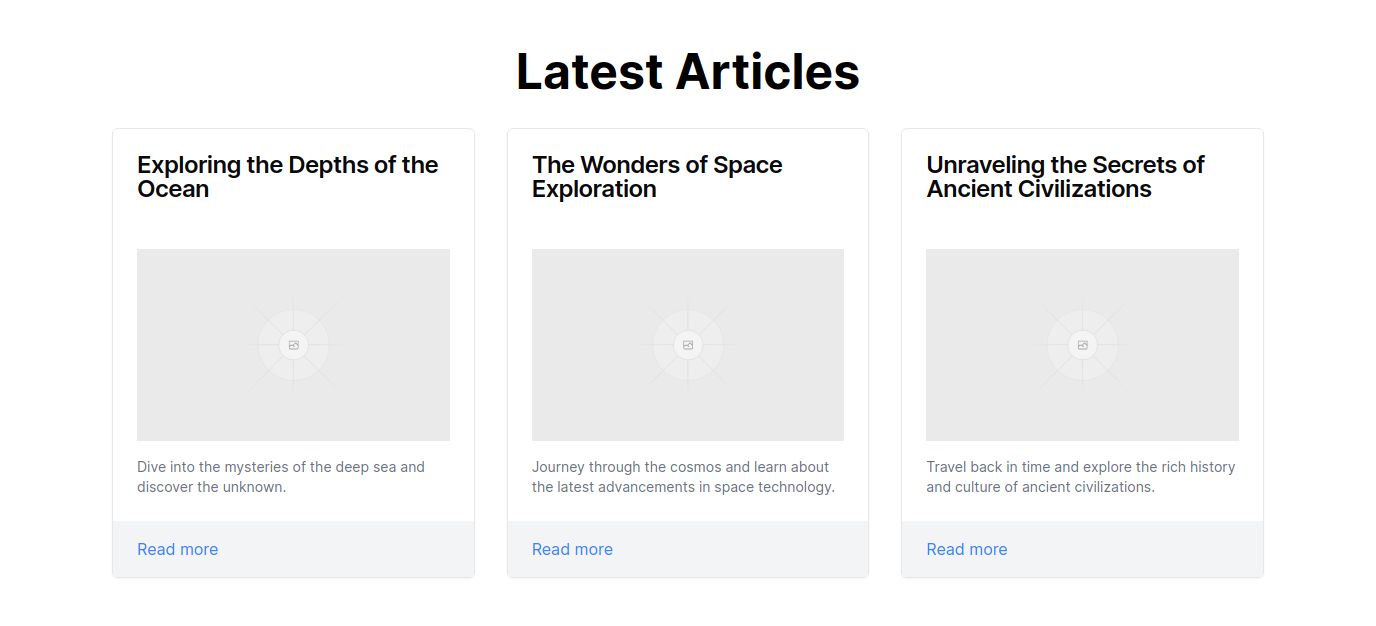 Latest Articles
Exploring the Depths of the
Ocean
Dive into the mysteries of the deep sea and
discover the unknown.
Read more
The Wonders of Space
Exploration
Journey through the cosmos and learn about
the latest advancements in space technology.
Read more
Unraveling the Secrets of
Ancient Civilizations
Travel back in time and explore the rich history
and culture of ancient civilizations.
Read more